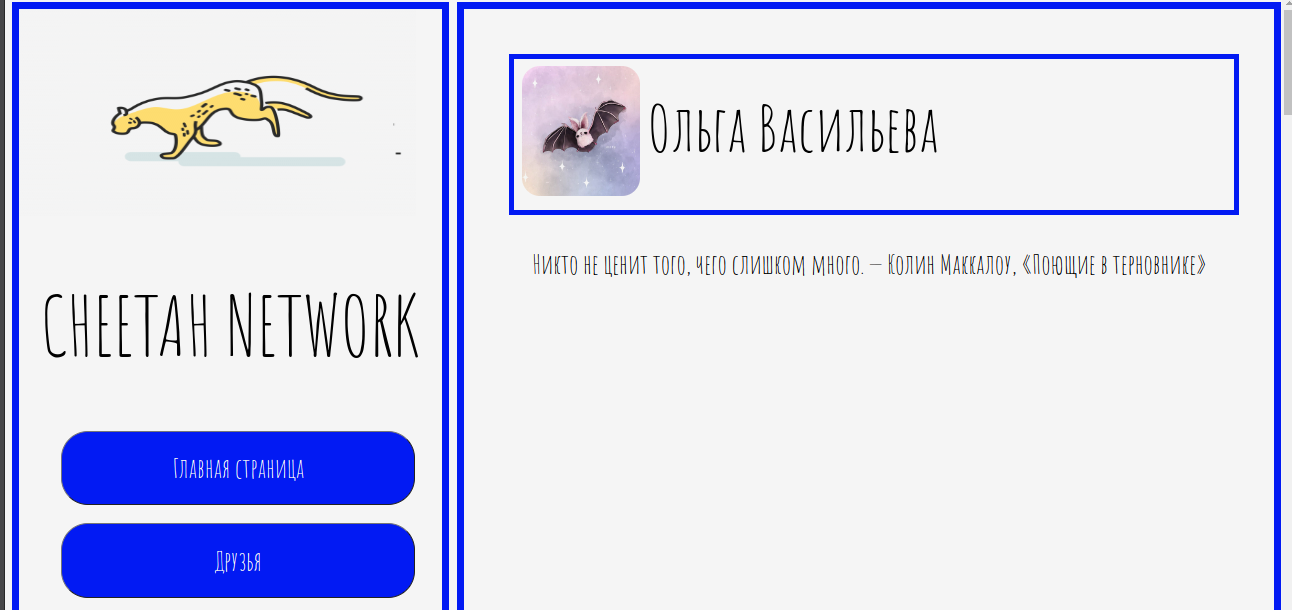 CHEETAH NETWORK
Главная страница
Друзья
Ольга Васильева
Никто не ценит того, чего слишком много. — Колин Маккалоу, «Поющие в терновнике»